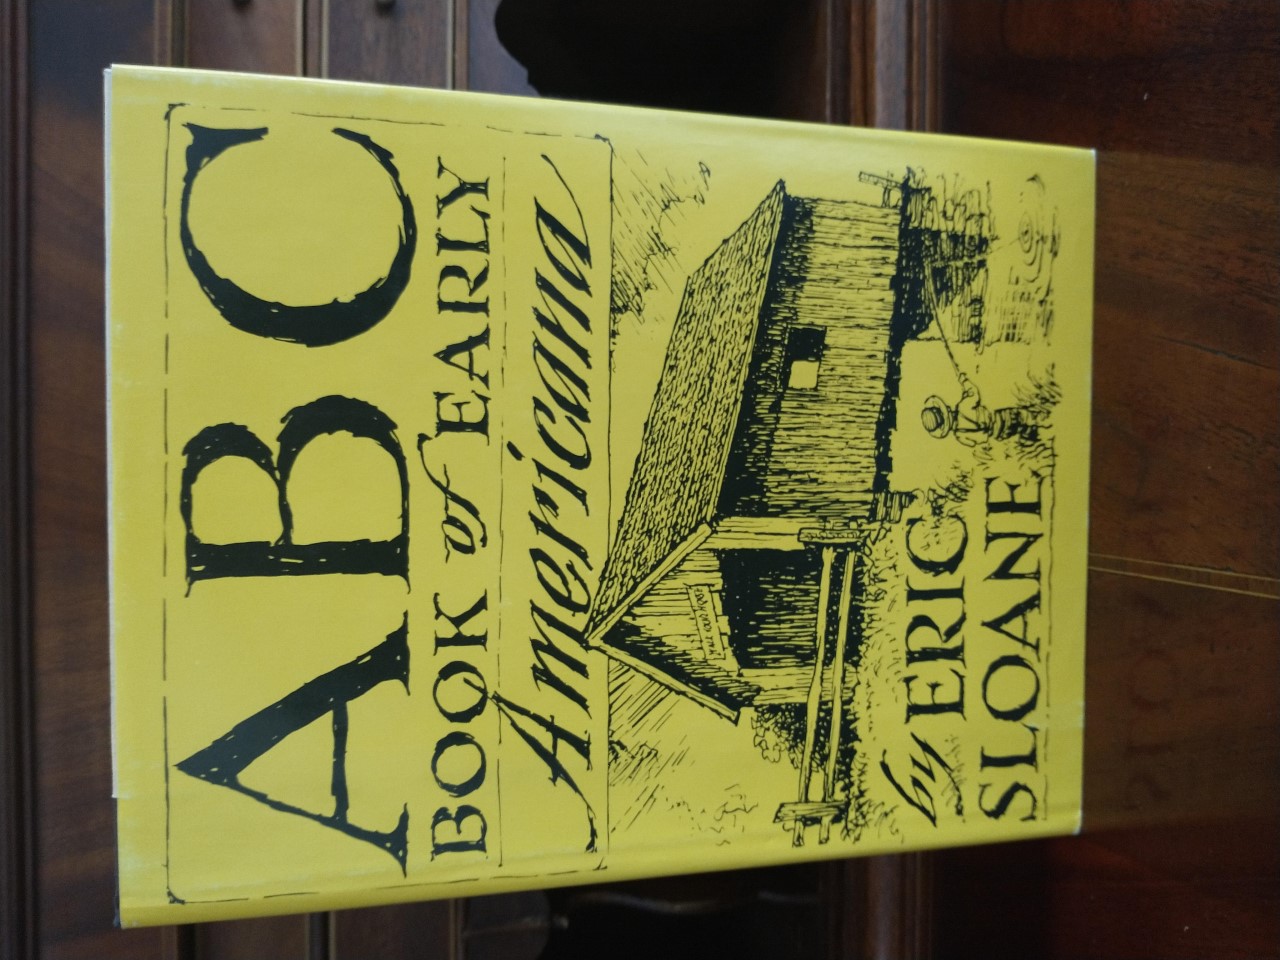 ABC
BOOK of EARLY
Americana
by ERIC
SLOANE